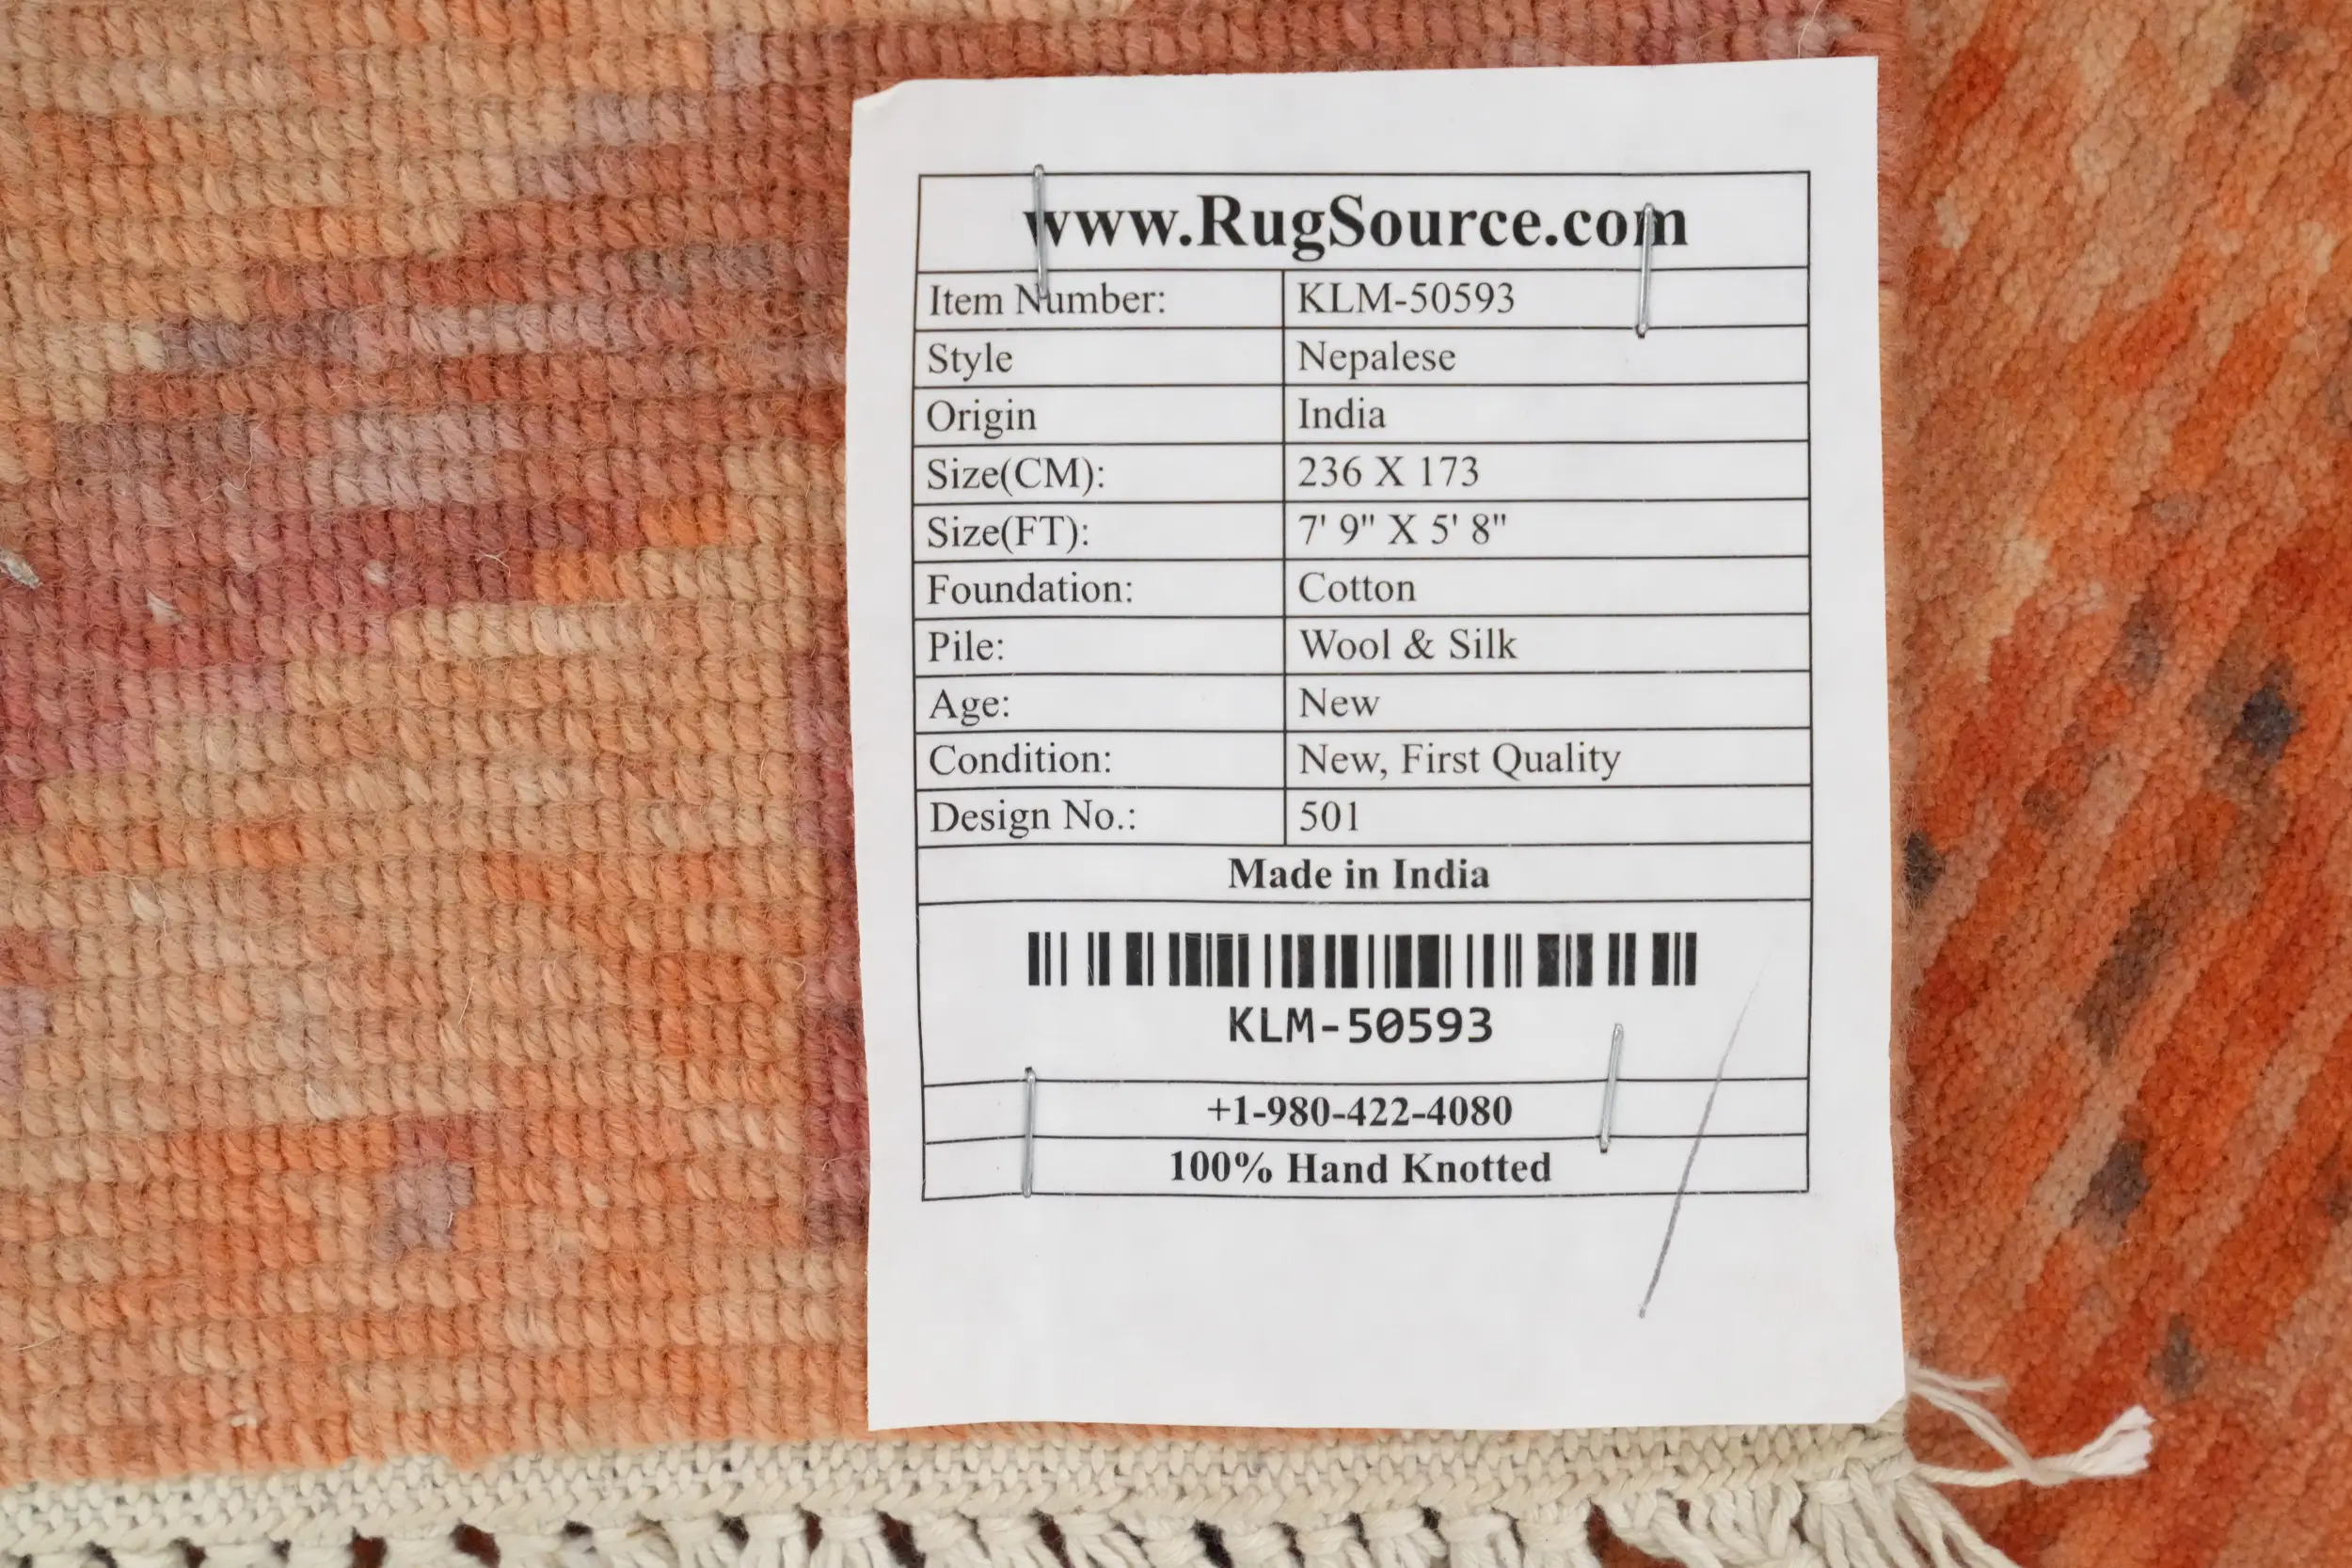 www.RugSource.com
Item Number: KLM-50593
Style Nepalese
Origin India
Size(CM): 236 X 173
Size(FT): 7' 9" X 5' 8"
Foundation: Cotton
Pile: Wool & Silk
Age: New
Condition: New, First Quality
Design No.: 501
Made in India
KLM-50593
+1-980-422-4080
100% Hand Knotted